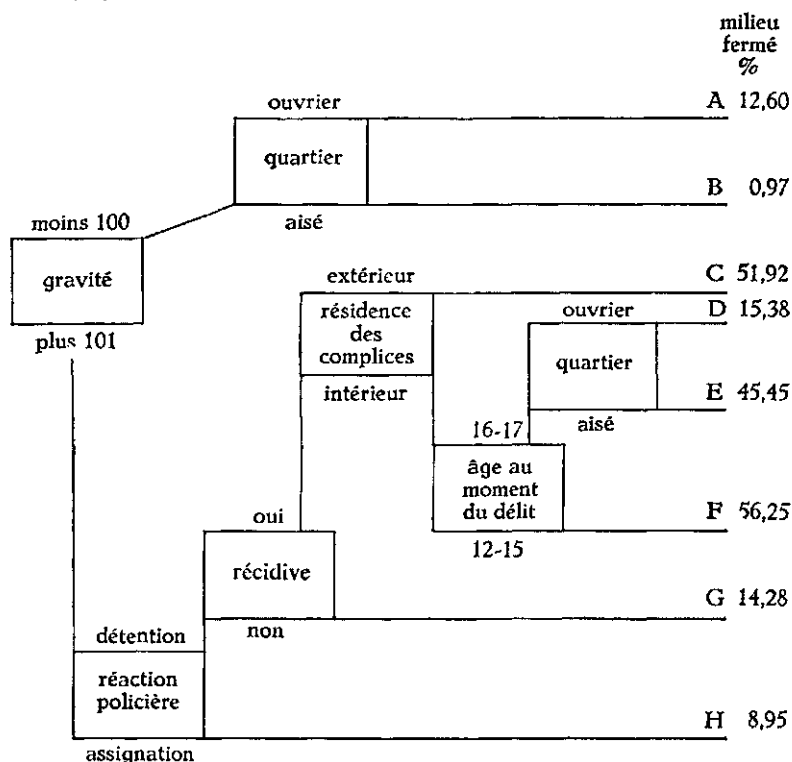 milieu
fermé
%
ouvrier
A 12,60
quartier
B 0,97
aisé
moins 100
gravité
plus 101
extérieur
C 51,92
résidence
des
complices
intérieur
ouvrier
D 15,38
quartier
E 45,45
aisé
16-17
âge au
moment
du délit
F 56,25
12-15
oui
récidive
G 14,28
non
détention
réaction
policière
H 8,95
assignation